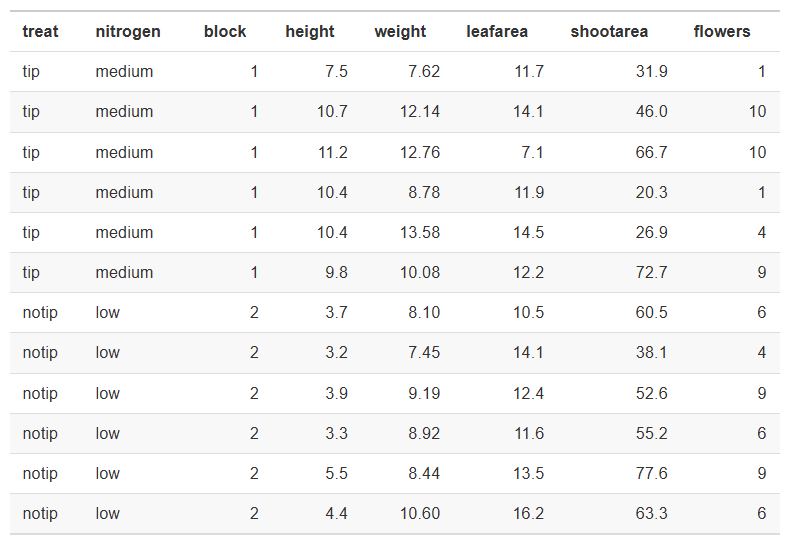 treat nitrogen block height weight leafarea shootarea flowers
tip medium 1 7.5 7.62 11.7 31.9 1
tip medium 1 10.7 12.14 14.1 46.0 10
tip medium 1 11.2 12.76 7.1 66.7 10
tip medium 1 10.4 8.78 11.9 20.3 1
tip medium 1 10.4 13.58 14.5 26.9 4
tip medium 1 9.8 10.08 12.2 72.7 9
notip low 2 3.7 8.10 10.5 60.5 6
notip low 2 3.2 7.45 14.1 38.1 4
notip low 2 3.9 9.19 12.4 52.6 9
notip low 2 3.3 8.92 11.6 55.2 6
notip low 2 5.5 8.44 13.5 77.6 9
notip low 2 4.4 10.60 16.2 63.3 6